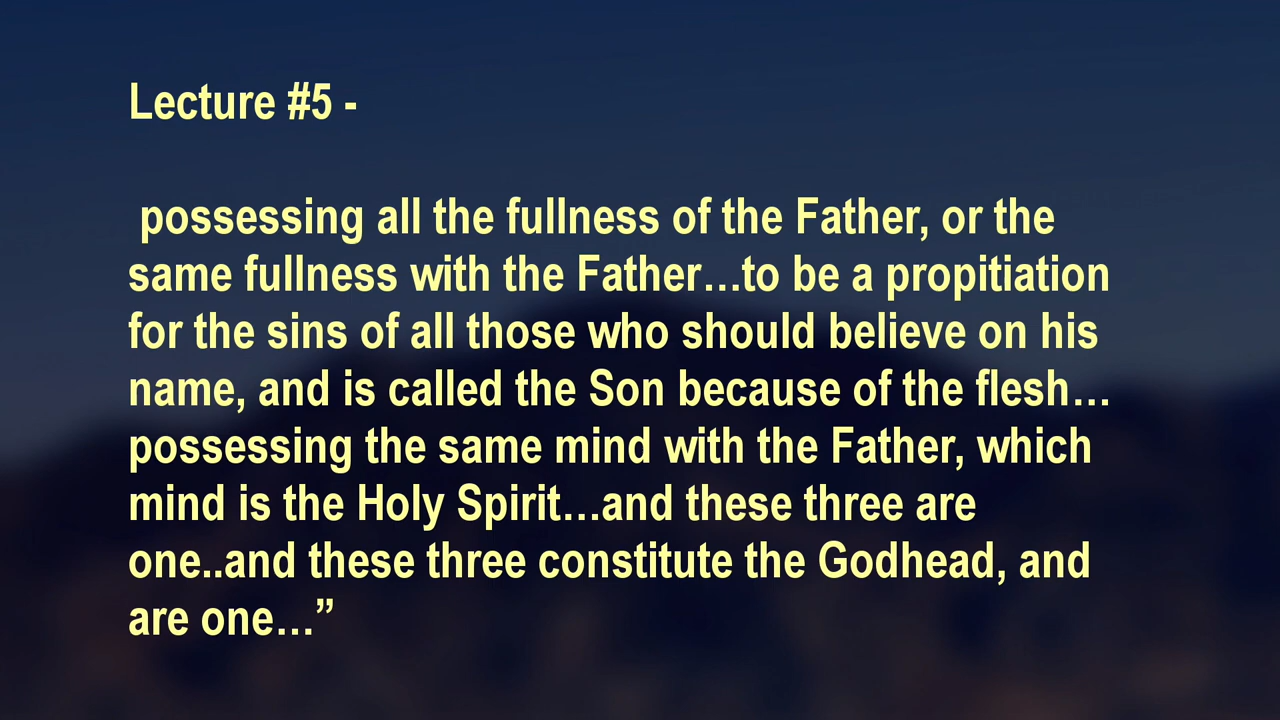 Lecture #5 -
possessing all the fullness of the Father, or the
same fullness with the Father…to be a propitiation
for the sins of all those who should believe on his
name, and is called the Son because of the flesh…
possessing the same mind with the Father, which
mind is the Holy Spirit…and these three are
one..and these three constitute the Godhead, and
are one…”